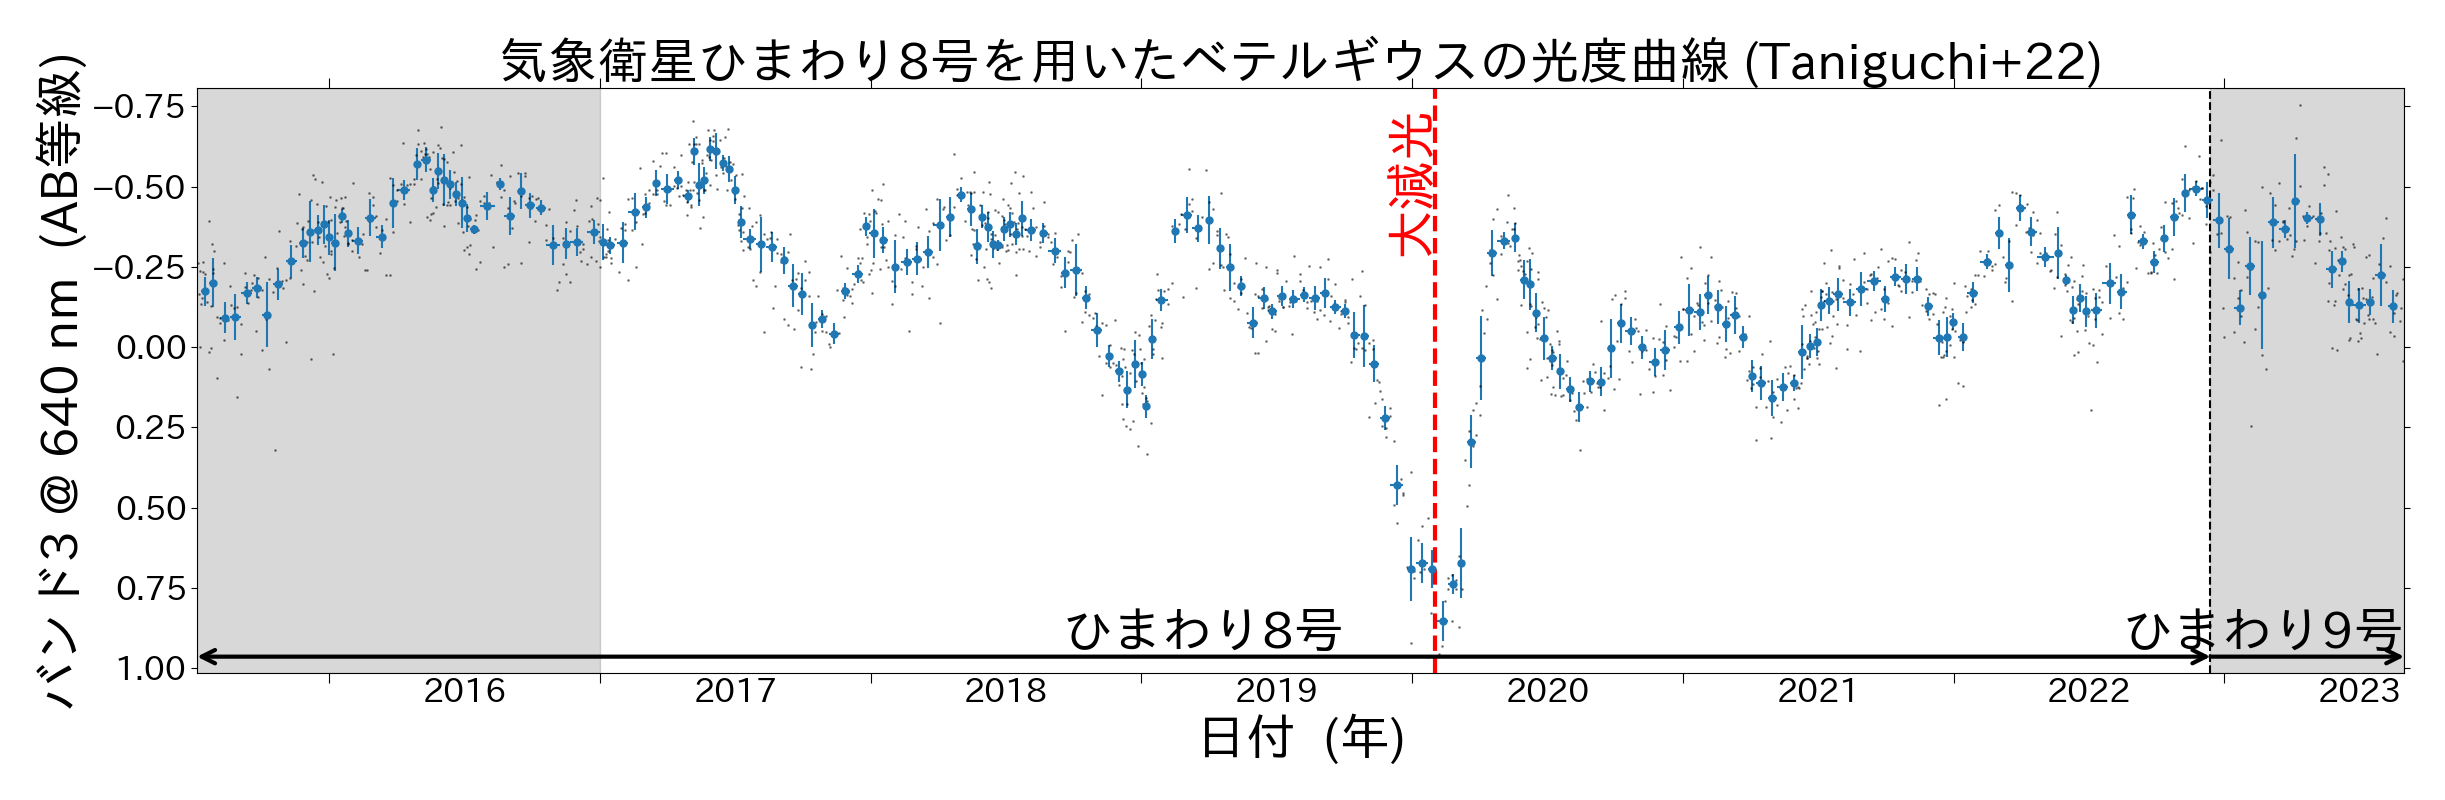 気象衛星ひまわり8号を用いたベテルギウスの光度曲線 (Taniguchi+22)
バンド3 @ 640 nm (AB等級)
−0.75
−0.50
−0.25
0.00
0.25
0.50
0.75
1.00
大減光
ひまわり8号
ひまわり9号
2016 2017 2018 2019 2020 2021 2022 2023
日付 (年)